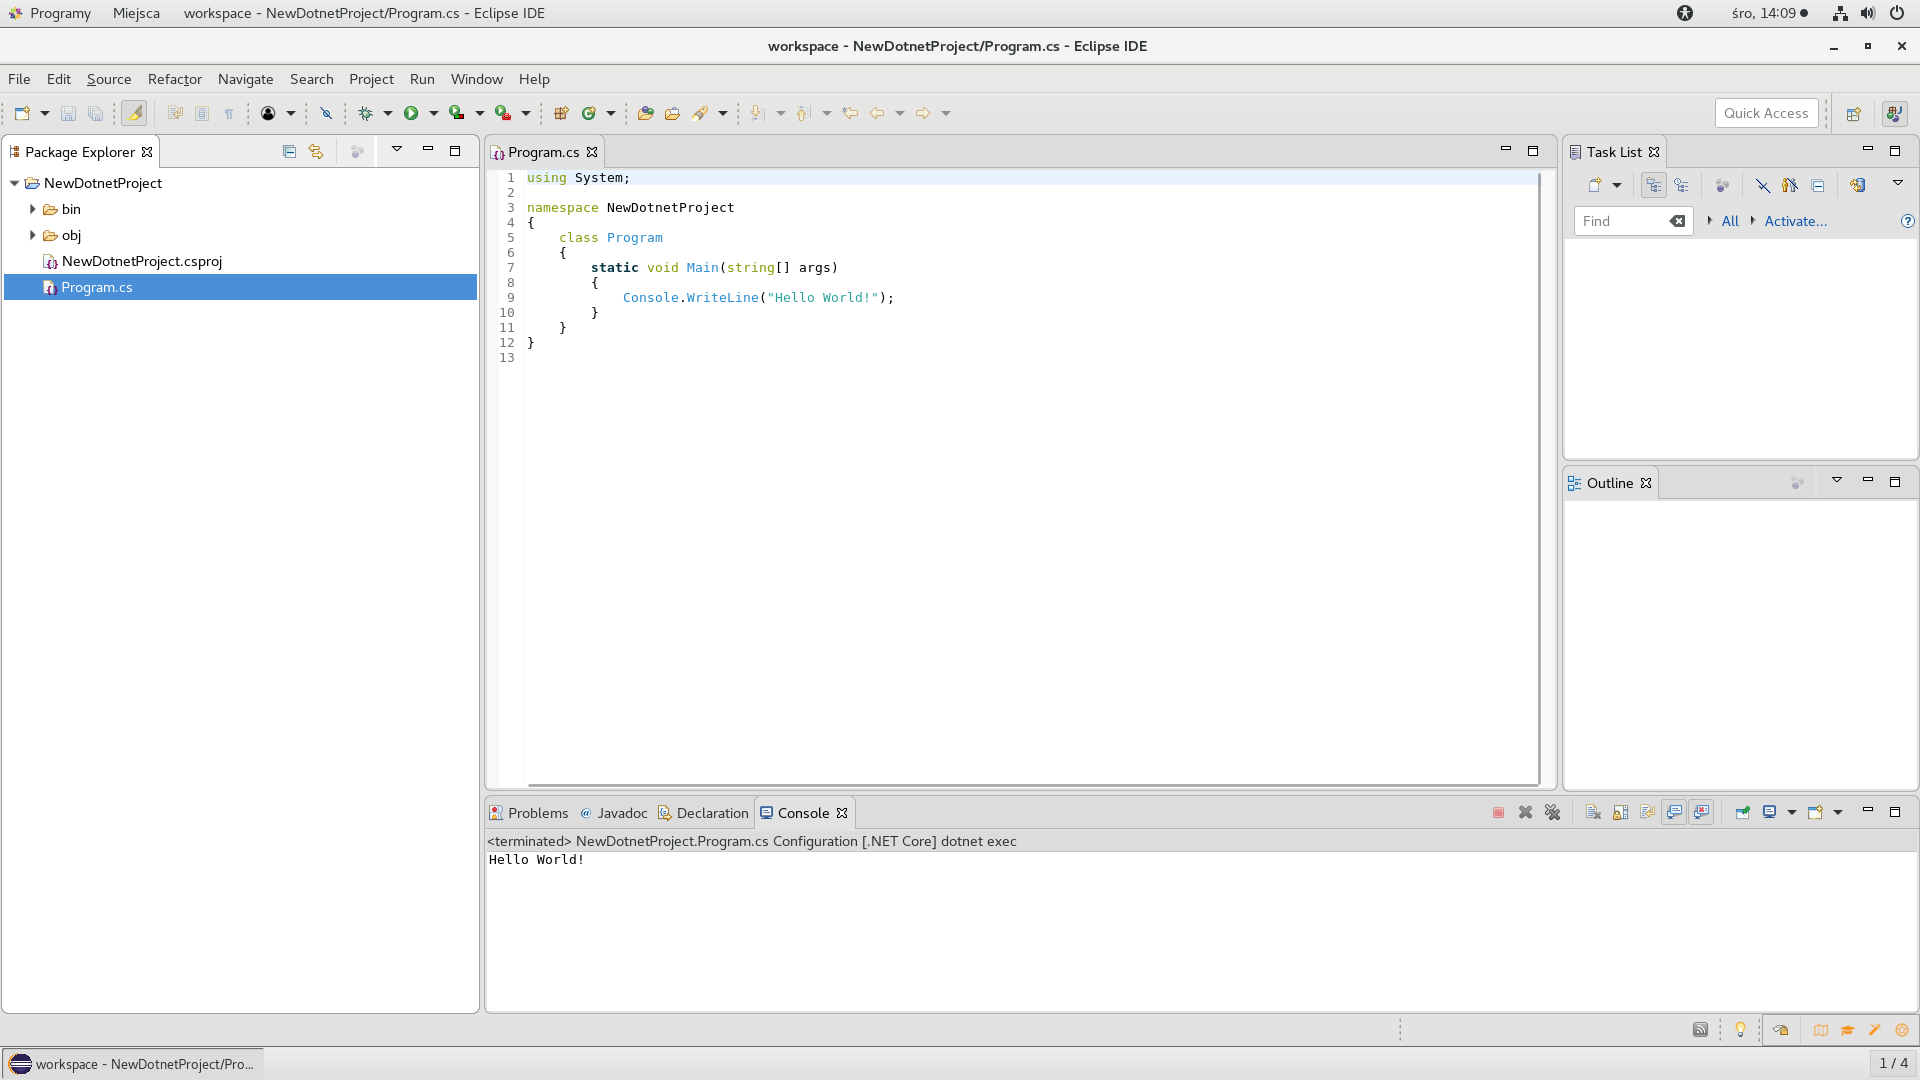 Programy Miejsca workspace - NewDotnetProject/Program.cs - Eclipse IDE śro, 14:09
workspace - NewDotnetProject/Program.cs - Eclipse IDE
File Edit Source Refactor Navigate Search Project Run Window Help
Quick Access
Package Explorer
NewDotnetProject
bin
obj
NewDotnetProject.csproj
Program.cs
Program.cs
1 using System;
2
3 namespace NewDotnetProject
4 {
5 class Program
6 {
7 static void Main(string[] args)
8 {
9 Console.WriteLine("Hello World!");
10 }
11 }
12 }
13
Task List
Find All Activate...
Outline
Problems @ Javadoc Declaration Console
<terminated> NewDotnetProject.Program.cs Configuration [.NET Core] dotnet exec
Hello World!
workspace - NewDotnetProject/Pro... 1 / 4